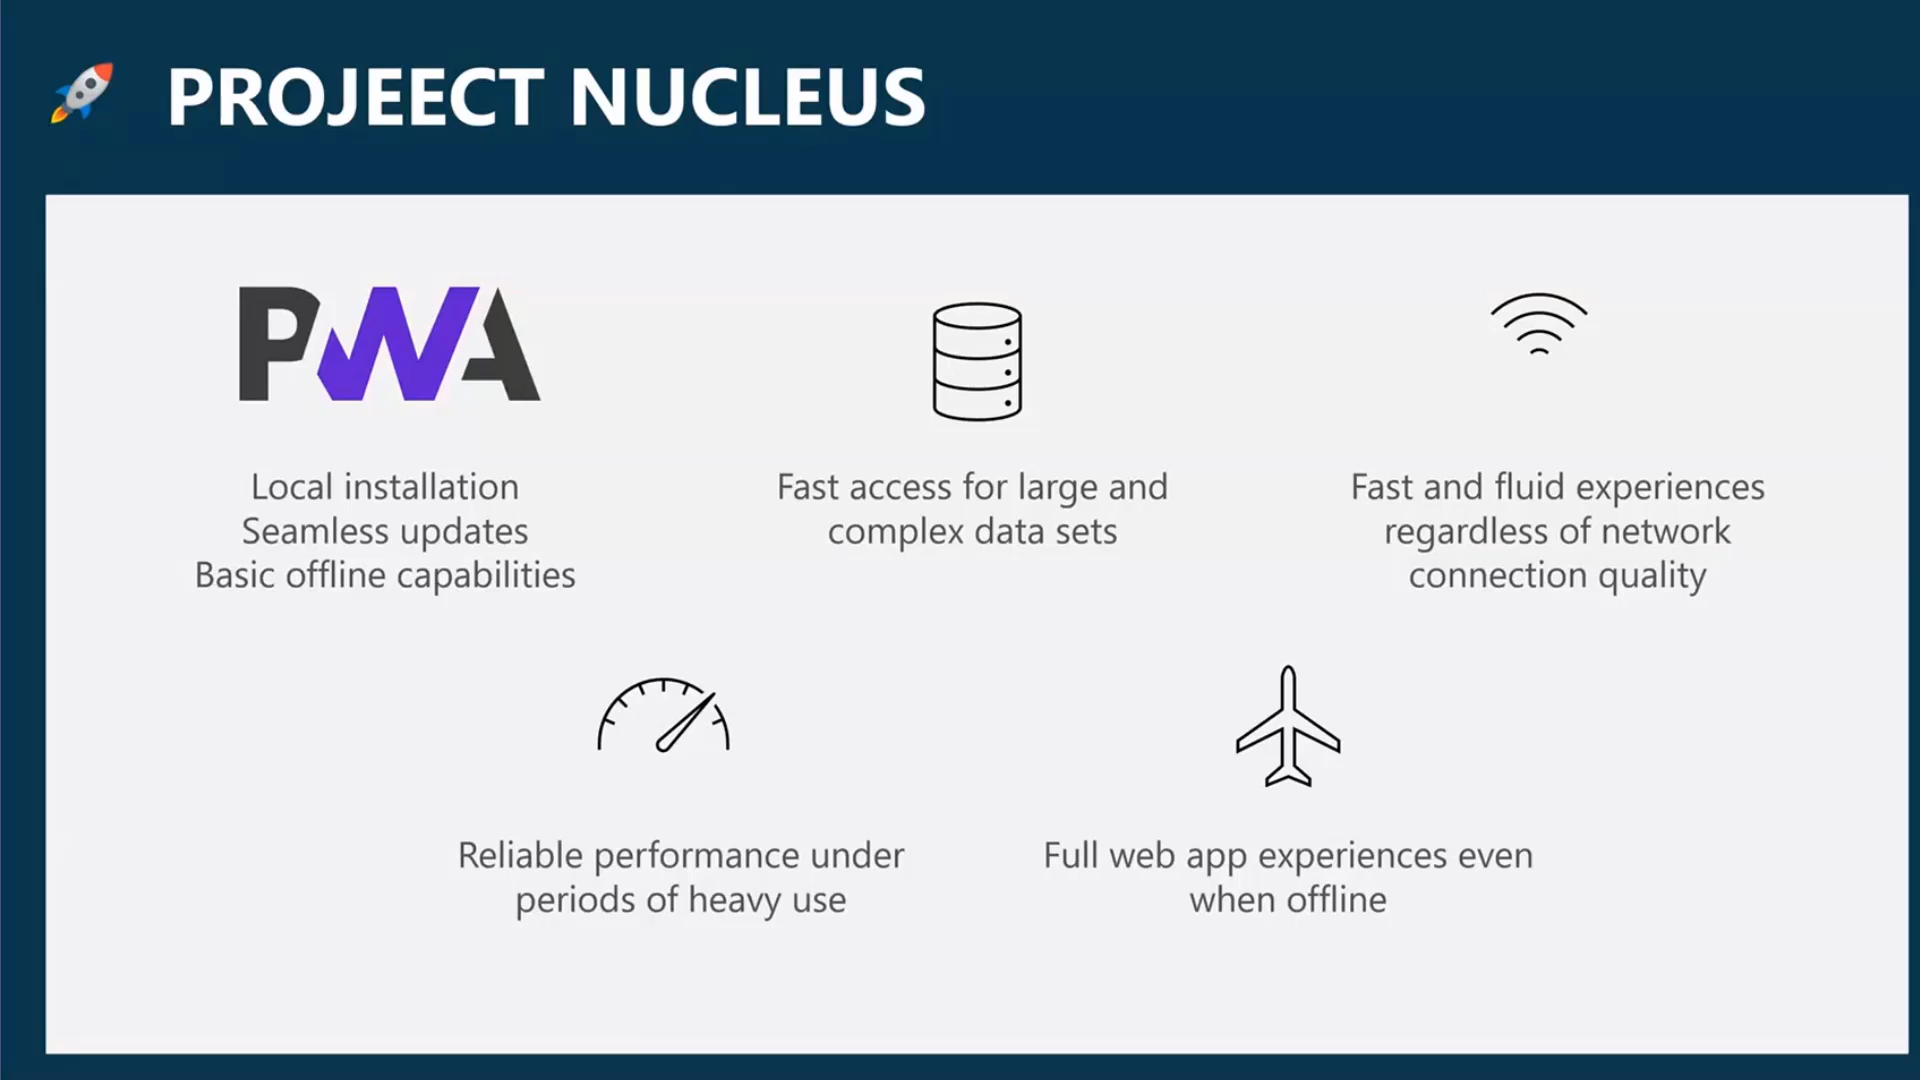 PROJEECT NUCLEUS
PWA
Local installation
Seamless updates
Basic offline capabilities
Fast access for large and
complex data sets
Fast and fluid experiences
regardless of network
connection quality
Reliable performance under
periods of heavy use
Full web app experiences even
when offline